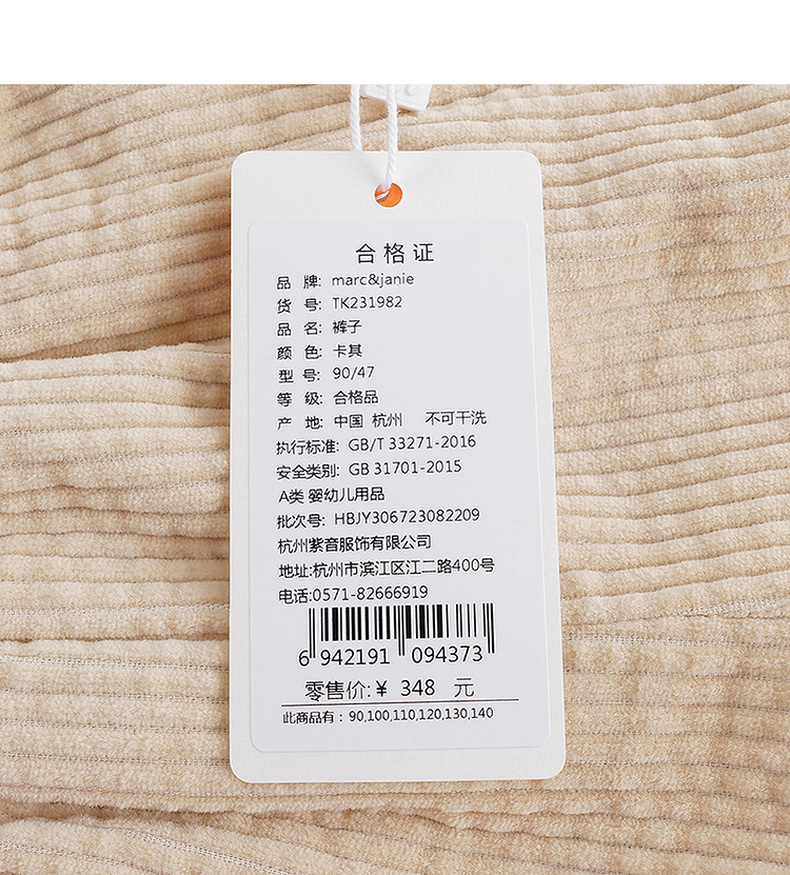 合格证
品 牌: marc&janie
货 号: TK231982
品 名: 裤子
颜 色: 卡其
型 号: 90/47
等 级: 合格品
产 地: 中国 杭州 不可干洗
执行标准: GB/T 33271-2016
安全类别: GB 31701-2015
A类 婴幼儿用品
批次号: HBJY306723082209
杭州紫音服饰有限公司
地址:杭州市滨江区江二路400号
电话:0571-82666919
6 942191 094373
零售价:¥ 348 元
此商品有：90,100,110,120,130,140